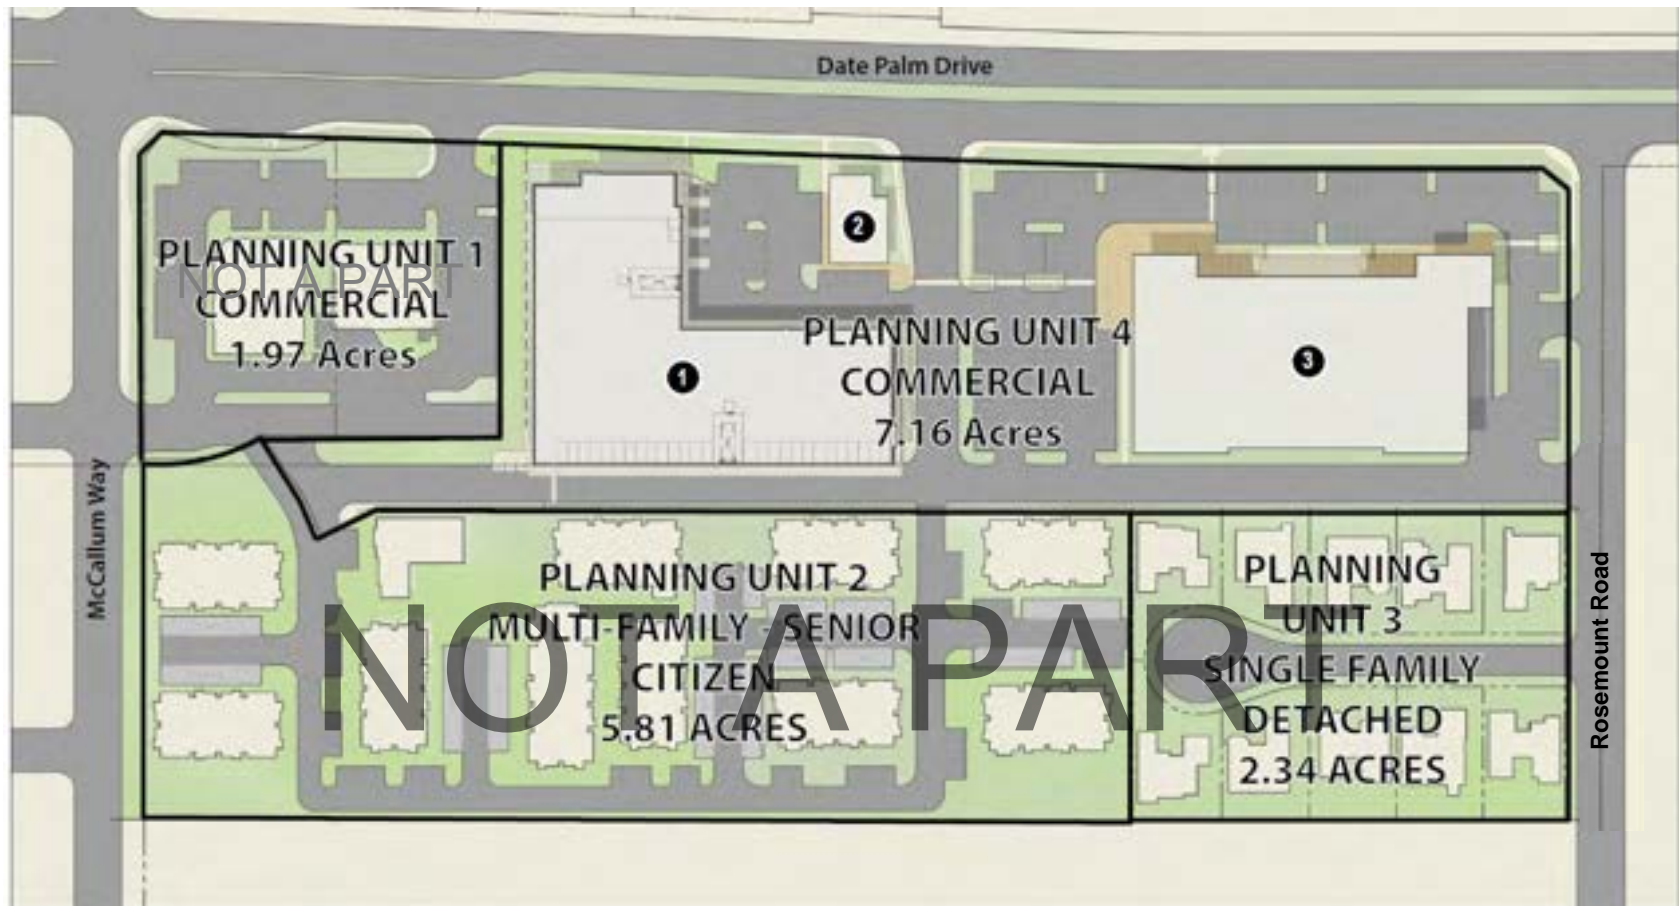 Date Palm Drive
PLANNING UNIT 1
NOT A PART
COMMERCIAL
1.97 Acres
2
PLANNING UNIT 4
COMMERCIAL
7.16 Acres
1
3
McCallum Way
PLANNING UNIT 2
MULTI-FAMILY - SENIOR
CITIZEN
5.81 ACRES
NOT A PART
PLANNING
UNIT 3
SINGLE FAMILY
DETACHED
2.34 ACRES
Rosemount Road